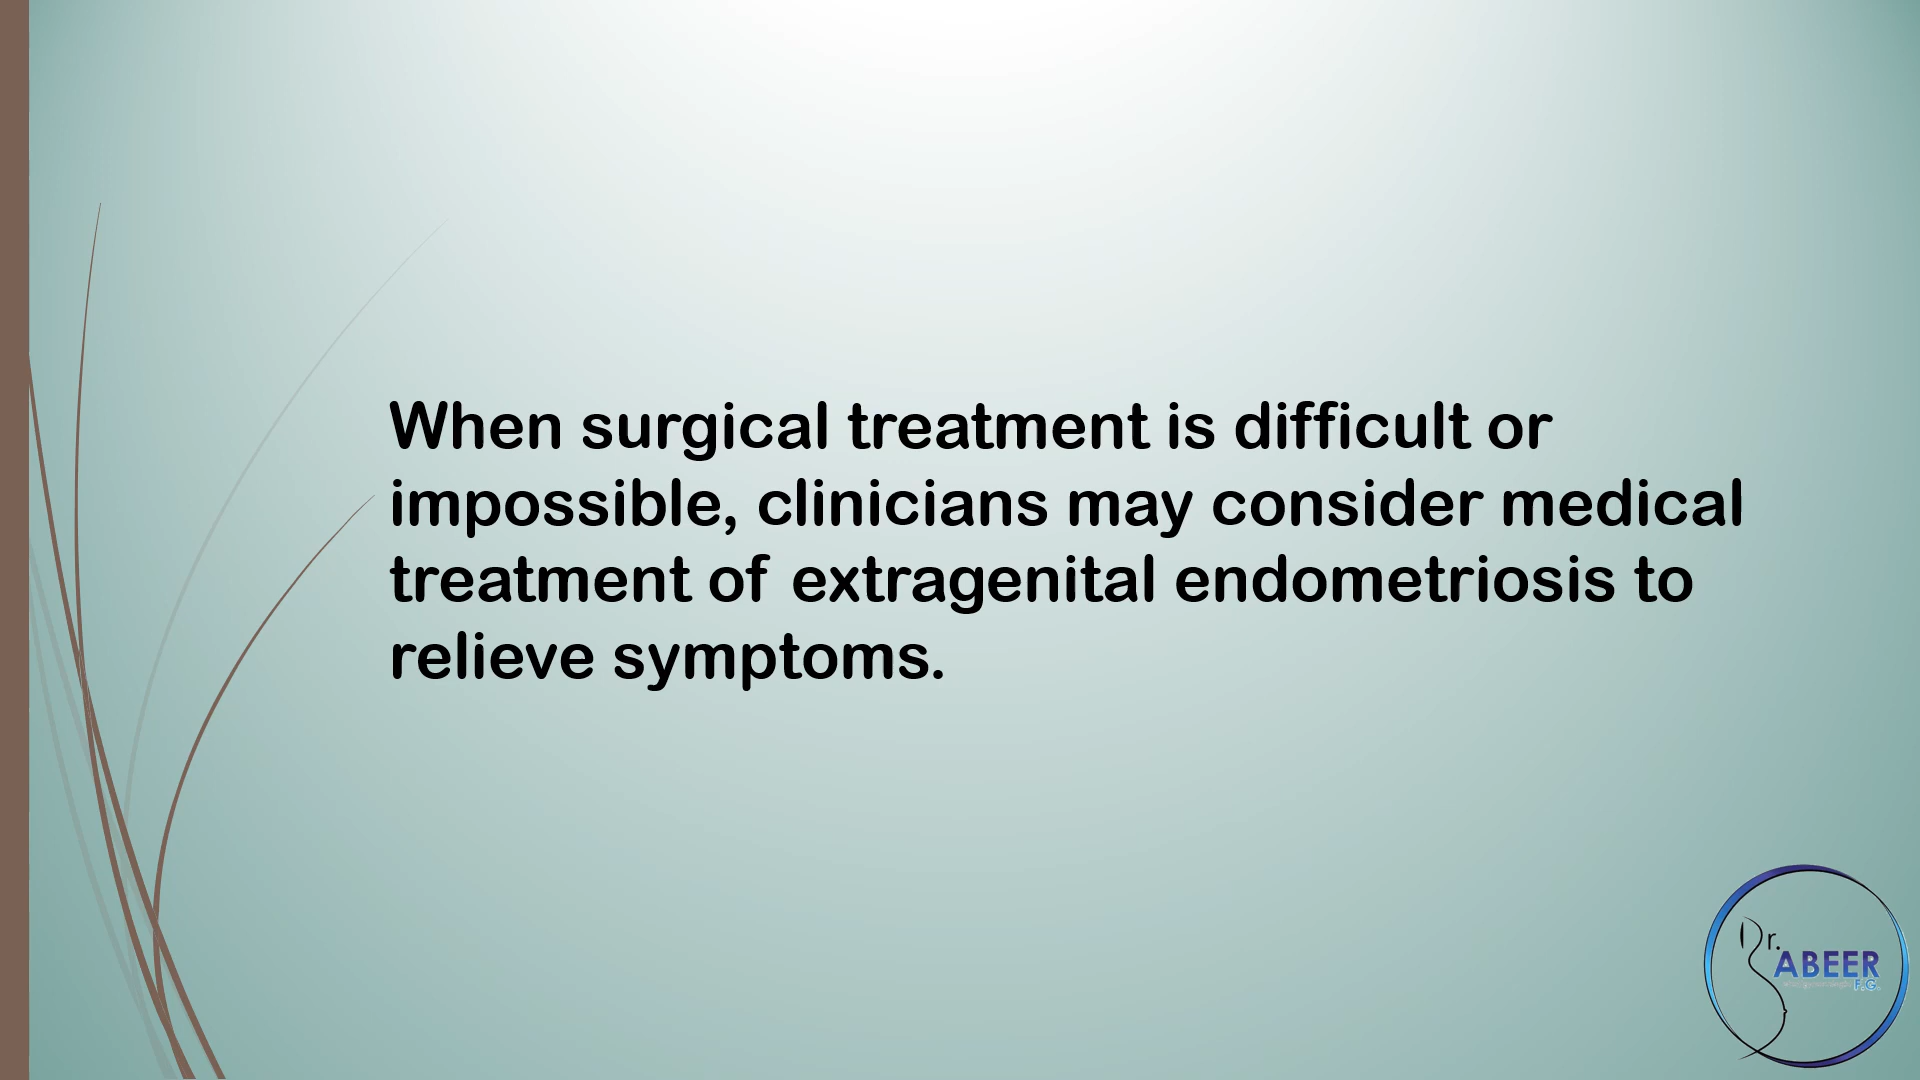 When surgical treatment is difficult or
impossible, clinicians may consider medical
treatment of extragenital endometriosis to
relieve symptoms.
Dr.
ABEER
F.G.